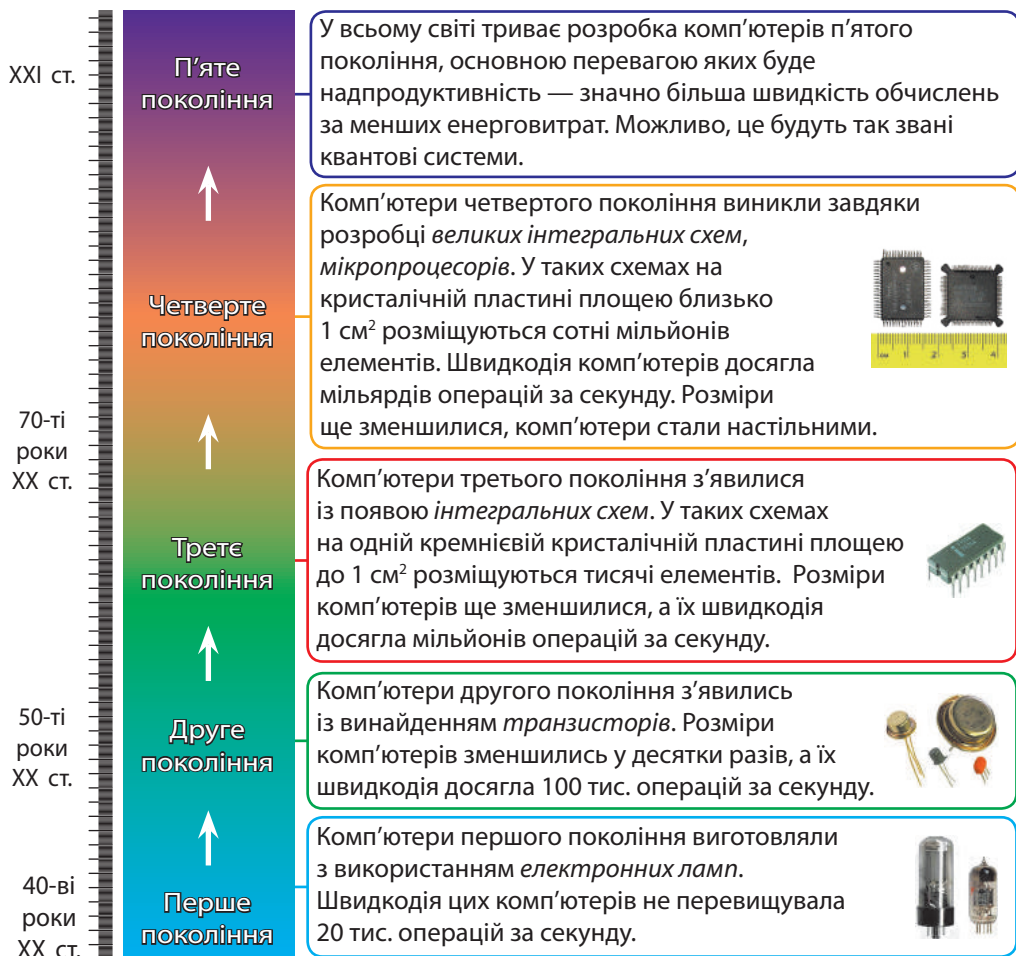 XXI ст.
П’яте
покоління
У всьому світі триває розробка комп’ютерів п’ятого
покоління, основною перевагою яких буде
надпродуктивність — значно більша швидкість обчислень
за менших енерговитрат. Можливо, це будуть так звані
квантові системи.
Четверте
покоління
Комп’ютери четвертого покоління виникли завдяки
розробці великих інтегральних схем,
мікропроцесорів. У таких схемах на
кристалічній пластині площею близько
1 см² розміщуються сотні мільйонів
елементів. Швидкодія комп’ютерів досягла
мільярдів операцій за секунду. Розміри
ще зменшилися, комп’ютери стали настільними.
1 2 3 4
70-ті
роки
XX ст.
Третє
покоління
Комп’ютери третього покоління з’явилися
із появою інтегральних схем. У таких схемах
на одній кремнієвій кристалічній пластині площею
до 1 см² розміщуються тисячі елементів. Розміри
комп’ютерів ще зменшилися, а їх швидкодія
досягла мільйонів операцій за секунду.
50-ті
роки
XX ст.
Друге
покоління
Комп’ютери другого покоління з’явились
із винайденням транзисторів. Розміри
комп’ютерів зменшились у десятки разів, а їх
швидкодія досягла 100 тис. операцій за секунду.
40-ві
роки
XX ст.
Перше
покоління
Комп’ютери першого покоління виготовляли
з використанням електронних ламп.
Швидкодія цих комп’ютерів не перевищувала
20 тис. операцій за секунду.